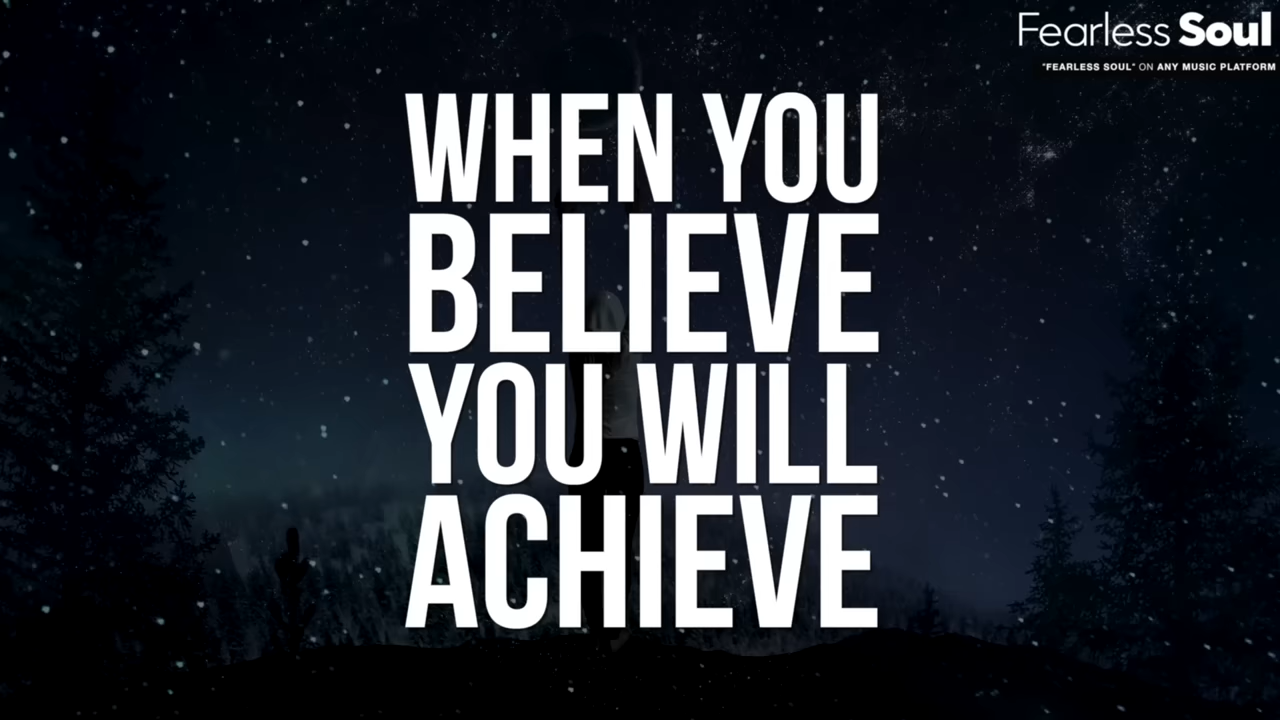 Fearless Soul
"FEARLESS SOUL" ON ANY MUSIC PLATFORM
WHEN YOU
BELIEVE
YOU WILL
ACHIEVE